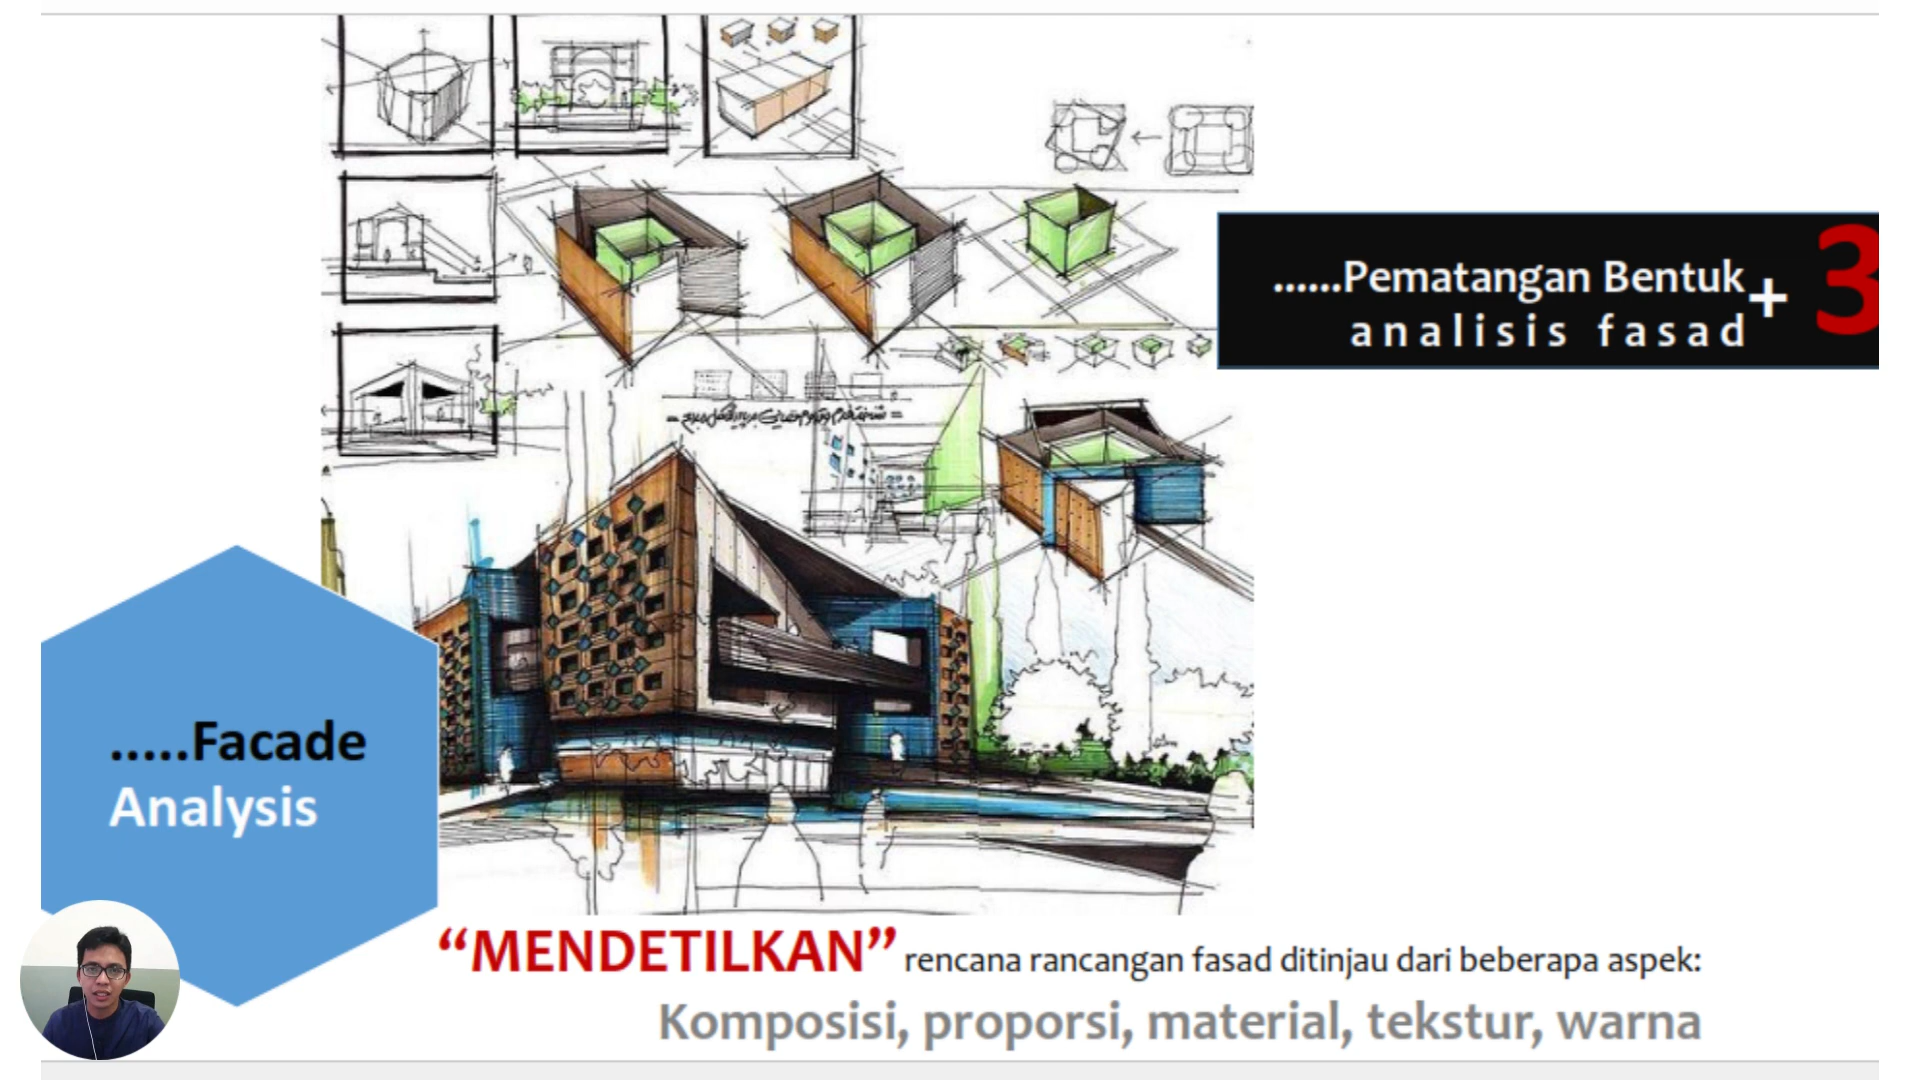 ......Pematangan Bentuk
analisis fasad
+ 3
.....Facade
Analysis
“MENDETILKAN” rencana rancangan fasad ditinjau dari beberapa aspek:
Komposisi, proporsi, material, tekstur, warna